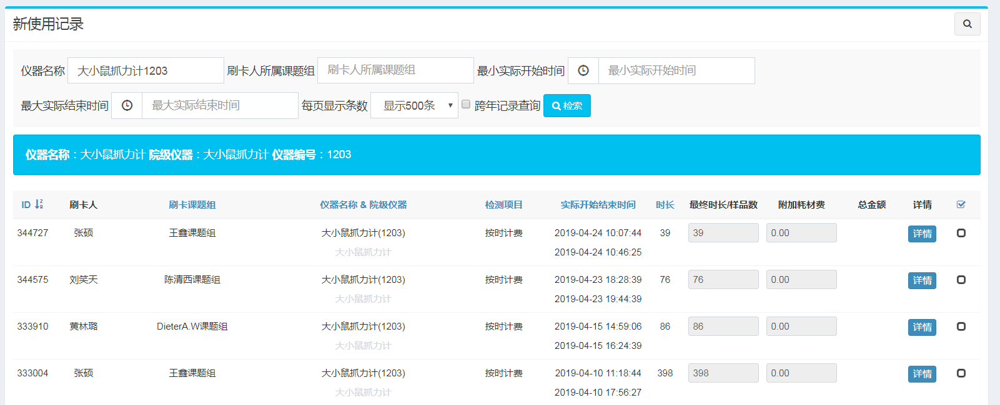 新使用记录
仪器名称 大小鼠抓力计1203 刷卡人所属课题组 刷卡人所属课题组 最小实际开始时间 最小实际开始时间
最大实际结束时间 最大实际结束时间 每页显示条数 显示500条 跨年记录查询 检索
仪器名称：大小鼠抓力计 院级仪器：大小鼠抓力计 仪器编号：1203
ID 刷卡人 刷卡课题组 仪器名称 & 院级仪器 检测项目 实际开始结束时间 时长 最终时长/样品数 附加耗材费 总金额 详情
344727 张硕 王鑫课题组 大小鼠抓力计(1203) 按时计费 2019-04-24 10:07:44 39 39 0.00 详情
大小鼠抓力计 2019-04-24 10:46:25
344575 刘笑天 陈清西课题组 大小鼠抓力计(1203) 按时计费 2019-04-23 18:28:39 76 76 0.00 详情
大小鼠抓力计 2019-04-23 19:44:39
333910 黄林璐 DieterA.W课题组 大小鼠抓力计(1203) 按时计费 2019-04-15 14:59:06 86 86 0.00 详情
大小鼠抓力计 2019-04-15 16:24:39
333004 张硕 王鑫课题组 大小鼠抓力计(1203) 按时计费 2019-04-10 11:18:44 398 398 0.00 详情
大小鼠抓力计 2019-04-10 17:56:27